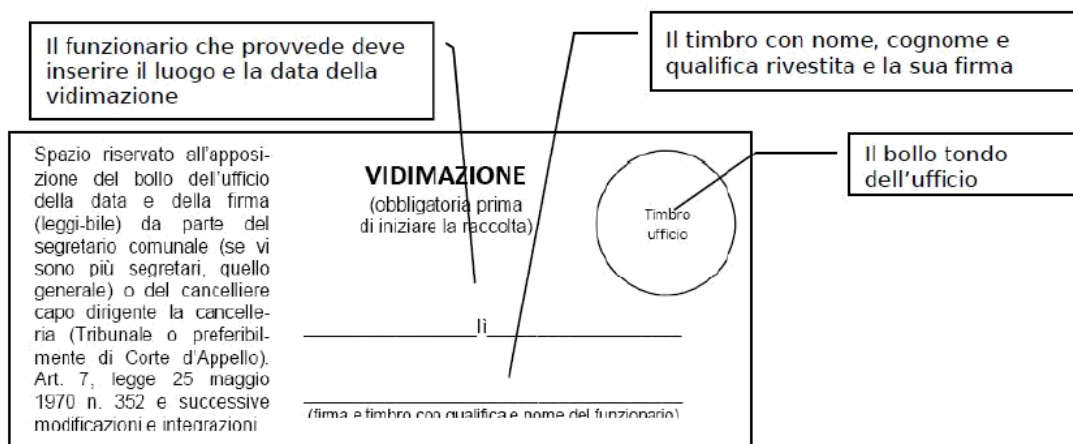 Il funzionario che provvede deve
inserire il luogo e la data della
vidimazione
Il timbro con nome, cognome e
qualifica rivestita e la sua firma
Il bollo tondo
dell’ufficio
Spazio riservato all’apposi-
zione del bollo dell’ufficio
della data e della firma
(leggi-bile) da parte del
segretario comunale (se vi
sono più segretari, quello
generale) o del cancelliere
capo dirigente la cancelle-
ria (Tribunale o preferibil-
mente di Corte d’Appello).
Art. 7, legge 25 maggio
1970 n. 352 e successive
modificazioni e integrazioni
VIDIMAZIONE
(obbligatoria prima
di iniziare la raccolta)
Timbro
ufficio
lì
(firma e timbro con qualifica e nome del funzionario)